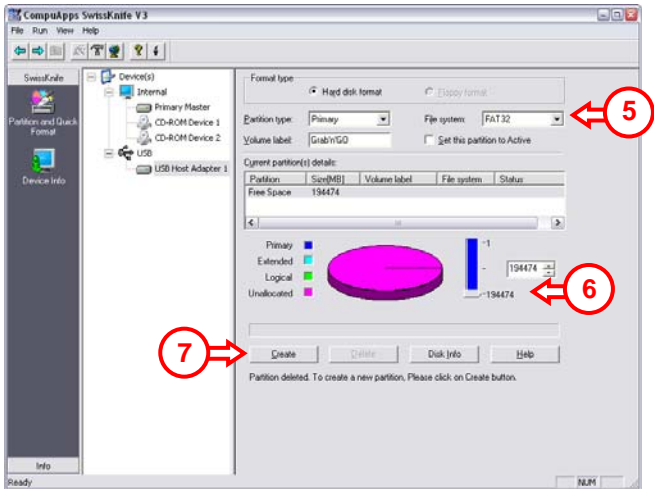 CompuApps SwissKnife V3
File Run View Help
SwissKnife
Partition and Quick Format
Device Info
Info
Device(s)
Internal
Primary Master
CD-ROM Device 1
CD-ROM Device 2
USB
USB Host Adapter 1
Format type
Hard disk format
Floppy format
Partition type: Primary File system: FAT32
5
Volume label: Grab'n'GO Set this partition to Active
Current partition(s) details:
Partition Size[MB] Volume label File system Status
Free Space 194474
Primary
Extended
Logical
Unallocated
-1
-
194474
-194474
6
7
Create Delete Disk Info Help
Partition deleted. To create a new partition, Please click on Create button.
Ready NUM